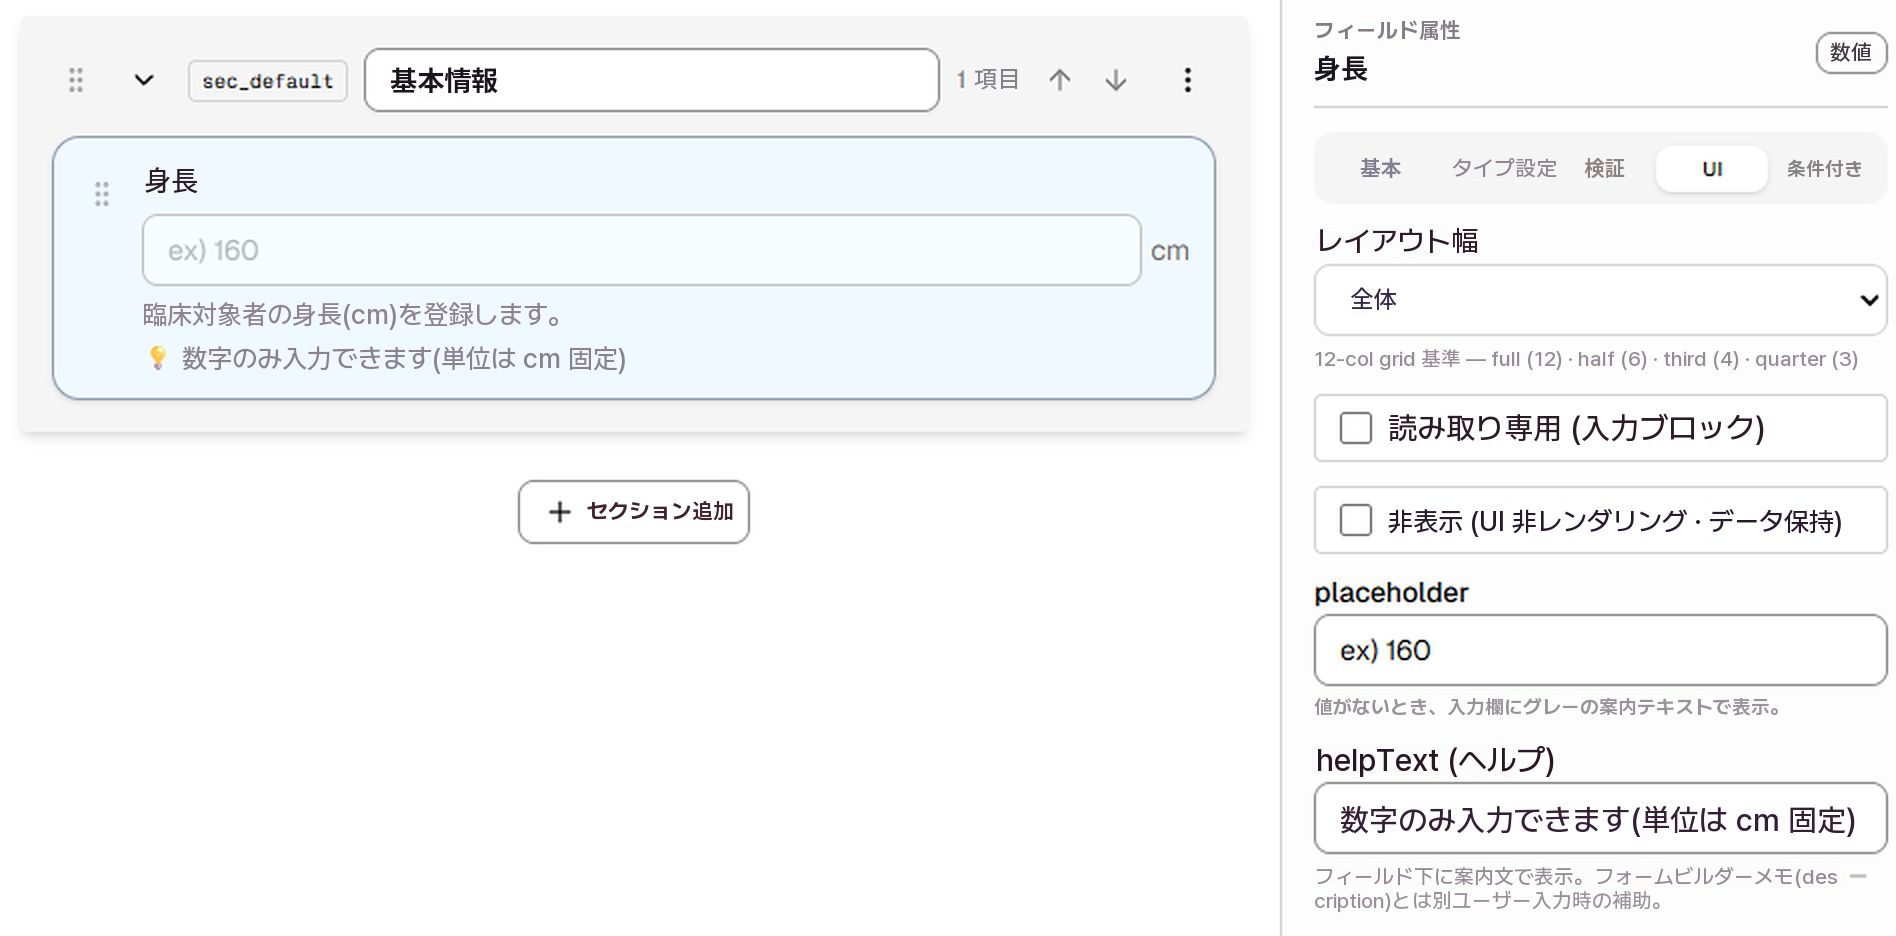 sec_default 基本情報 1 項目
身長
ex) 160 cm
臨床対象者の身長(cm)を登録します。
💡 数字のみ入力できます(単位は cm 固定)
+ セクション追加
フィールド属性
身長
数値
基本 タイプ設定 検証 UI 条件付き
レイアウト幅
全体
12-col grid 基準 — full (12) · half (6) · third (4) · quarter (3)
読み取り専用 (入力ブロック)
非表示 (UI 非レンダリング · データ保持)
placeholder
ex) 160
値がないとき、入力欄にグレーの案内テキストで表示。
helpText (ヘルプ)
数字のみ入力できます(単位は cm 固定)
フィールド下に案内文で表示。フォームビルダーメモ(des —
cription)とは別ユーザー入力時の補助。